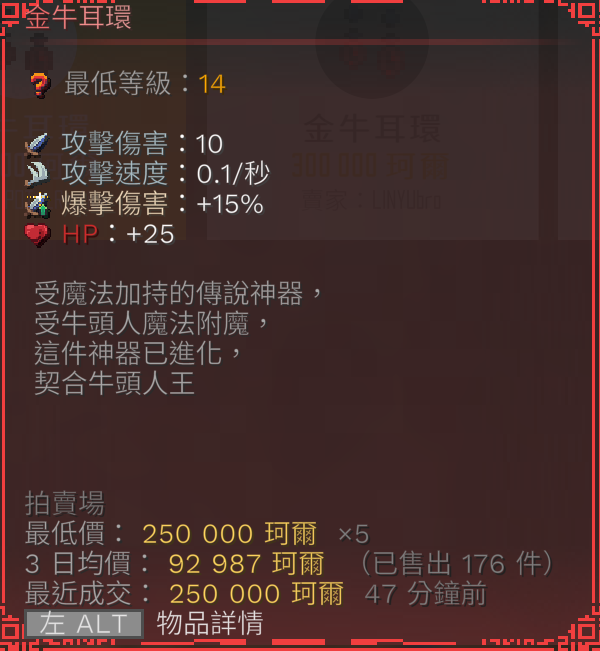 金牛耳環
最低等級：14
攻擊傷害：10
攻擊速度：0.1/秒
爆擊傷害：+15%
HP：+25
受魔法加持的傳說神器，
受牛頭人魔法附魔，
這件神器已進化，
契合牛頭人王
拍賣場
最低價： 250 000 珂爾 ×5
3 日均價： 92 987 珂爾 （已售出 176 件）
最近成交： 250 000 珂爾 47 分鐘前
左 ALT 物品詳情
金牛耳環